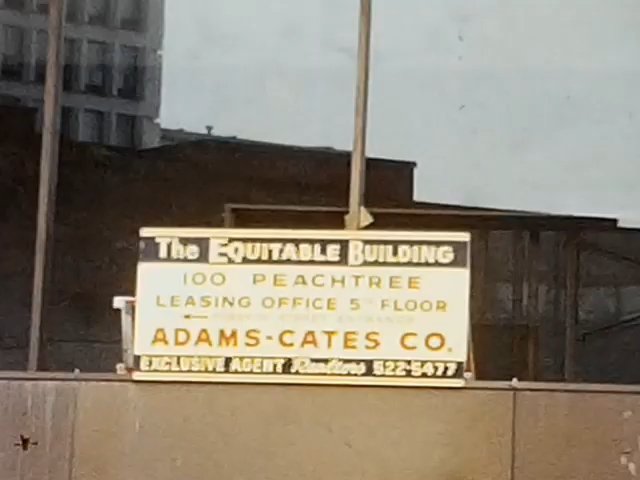 The EQUITABLE BUILDING
100 PEACHTREE
LEASING OFFICE 5TH FLOOR
ADAMS-CATES CO.
EXCLUSIVE AGENT Realtors 522-5477